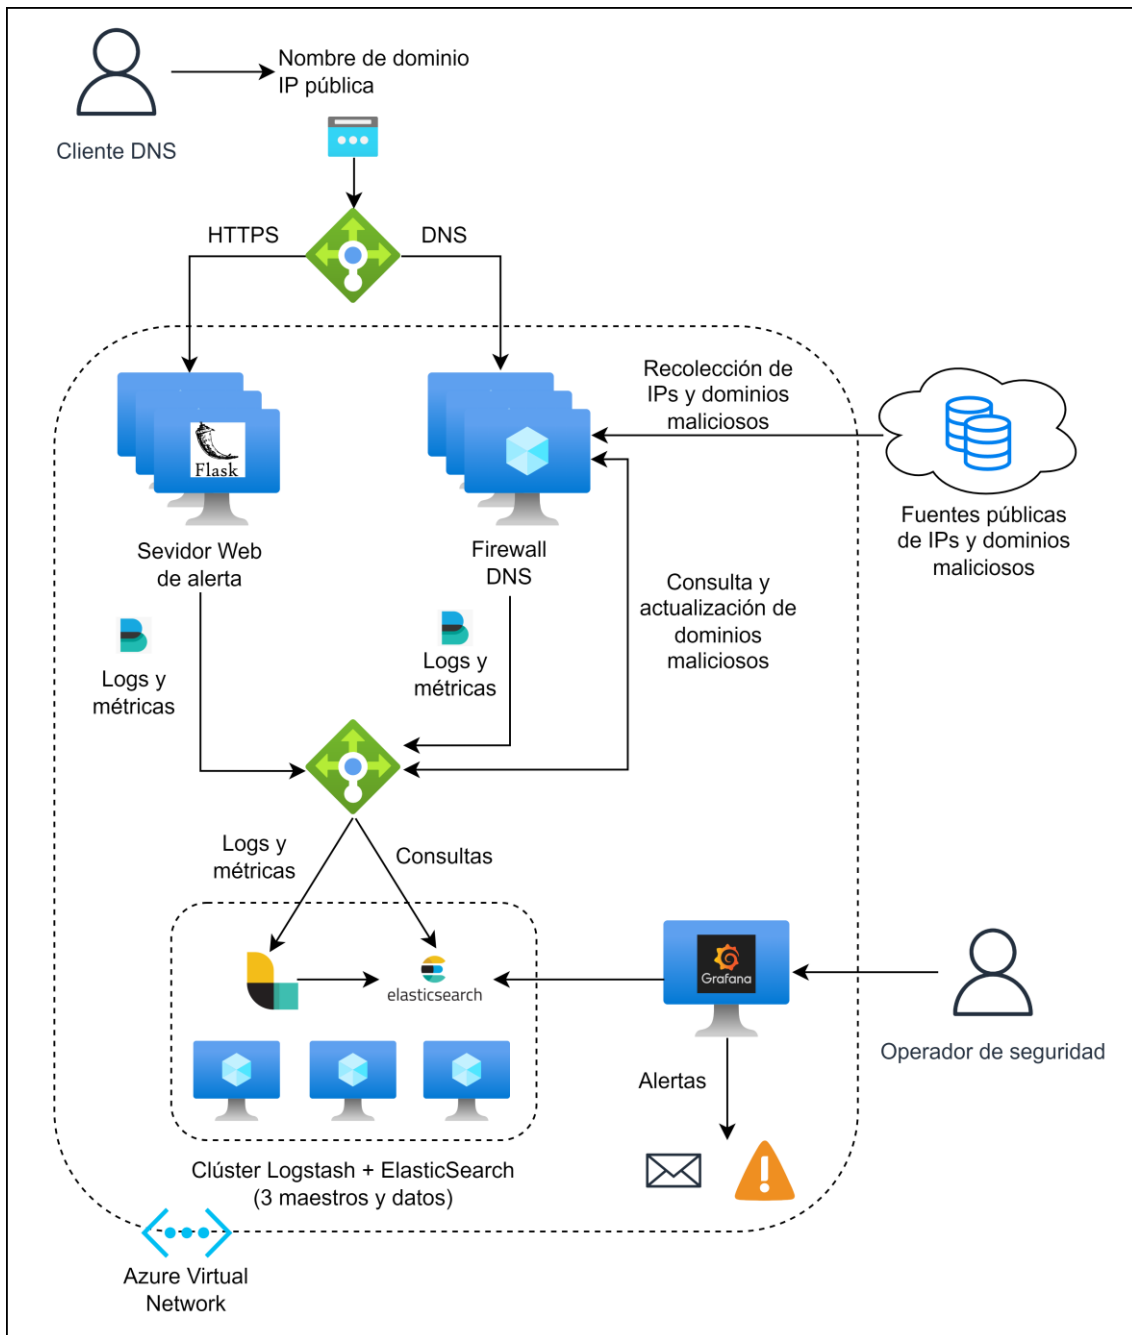 Nombre de dominio
IP pública
Cliente DNS
HTTPS
DNS
Recolección de
IPs y dominios
maliciosos
Flask
Fuentes públicas
de IPs y dominios
maliciosos
Sevidor Web
de alerta
Firewall
DNS
Consulta y
actualización de
dominios
maliciosos
Logs y
métricas
Logs y
métricas
Logs y
métricas
Consultas
elasticsearch
Grafana
Operador de seguridad
Alertas
Clúster Logstash + ElasticSearch
(3 maestros y datos)
Azure Virtual
Network